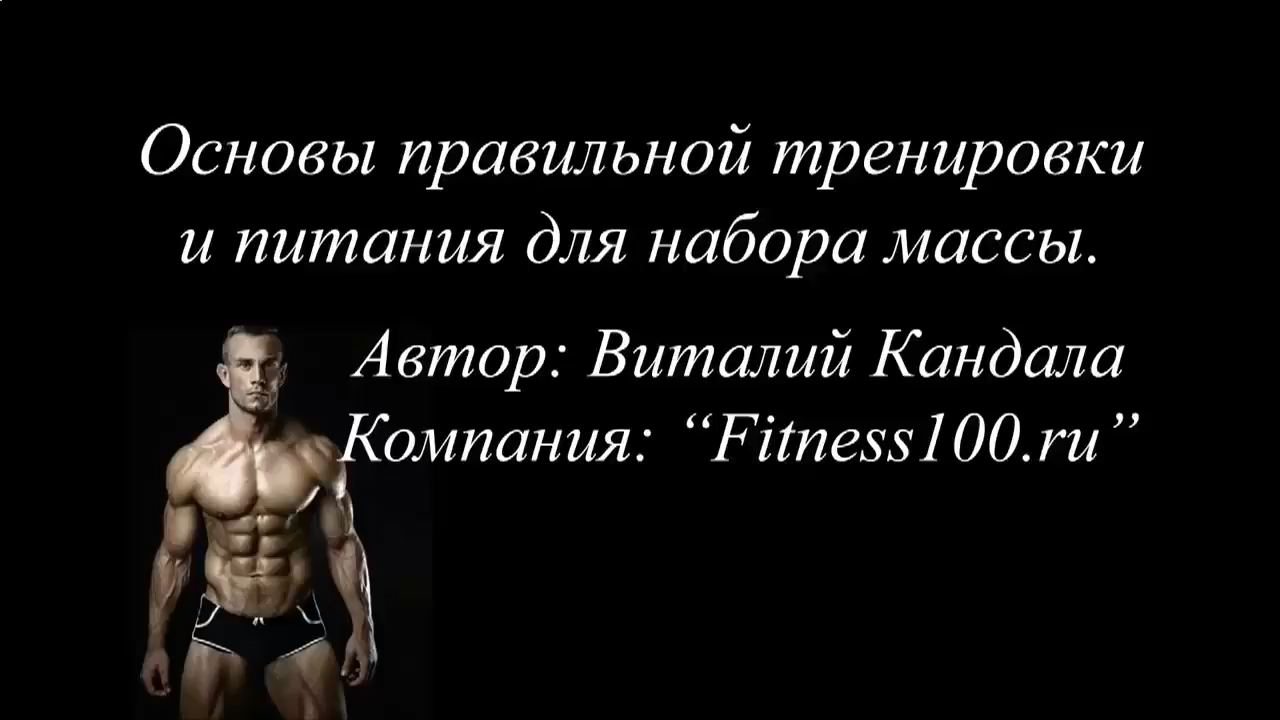 Основы правильной тренировки
и питания для набора массы.
Автор: Виталий Кандала
Компания: “Fitness100.ru”